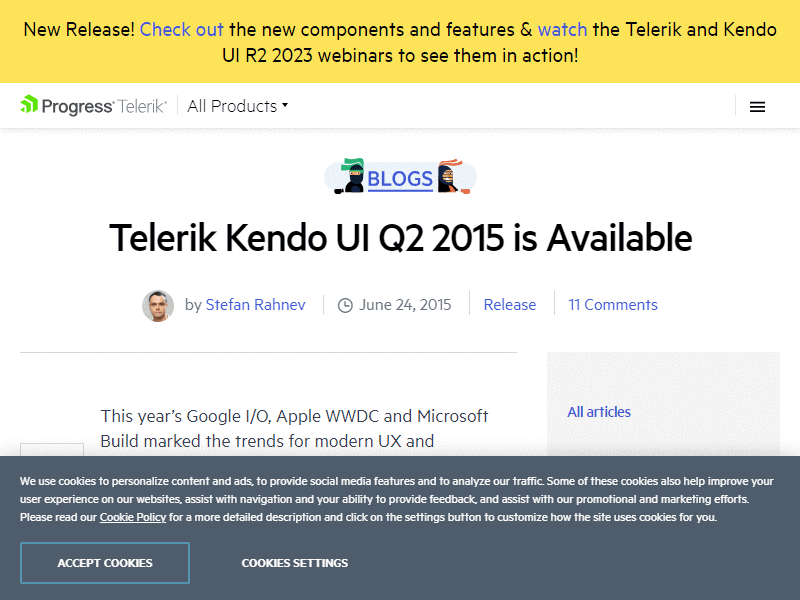 New Release! Check out the new components and features & watch the Telerik and Kendo
UI R2 2023 webinars to see them in action!
Progress Telerik All Products
BLOGS
Telerik Kendo UI Q2 2015 is Available
by Stefan Rahnev June 24, 2015 Release 11 Comments
This year's Google I/O, Apple WWDC and Microsoft
Build marked the trends for modern UX and
All articles
We use cookies to personalize content and ads, to provide social media features and to analyze our traffic. Some of these cookies also help improve your
user experience on our websites, assist with navigation and your ability to provide feedback, and assist with our promotional and marketing efforts.
Please read our Cookie Policy for a more detailed description and click on the settings button to customize how the site uses cookies for you.
ACCEPT COOKIES COOKIES SETTINGS